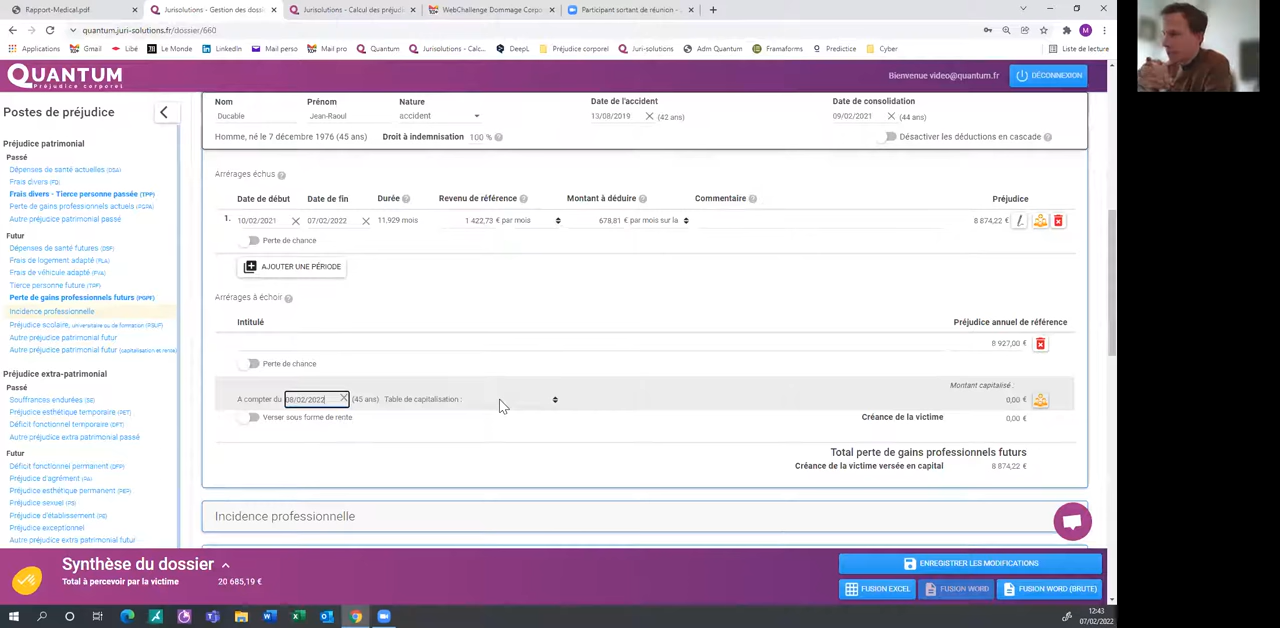 Rapport-Medical.pdf
Jurisolutions - Gestion des dossi
Jurisolutions - Calcul des préjudi
WebChallenge Dommage Corpo
Participant sortant de réunion -
quantum.juri-solutions.fr/dossier/660
Applications
Gmail
Libé
Le Monde
LinkedIn
Mail perso
Mail pro
Quantum
Jurisolutions - Calc...
DeepL
Préjudice corporel
Juri-solutions
Adm Quantum
Framaforms
Predictice
Cyber
Liste de lecture
QUANTUM
Préjudice corporel
Bienvenue video@quantum.fr
DÉCONNEXION
Postes de préjudice
Préjudice patrimonial
Passé
Dépenses de santé actuelles (DSA)
Frais divers (FD)
Frais divers - Tierce personne passée (TPP)
Perte de gains professionnels actuels (PGPA)
Autre préjudice patrimonial passé
Futur
Dépenses de santé futures (DSF)
Frais de logement adapté (FLA)
Frais de véhicule adapté (FVA)
Tierce personne future (TPF)
Perte de gains professionnels futurs (PGPF)
Incidence professionnelle
Préjudice scolaire, universitaire ou de formation (PSUF)
Autre préjudice patrimonial futur
Autre préjudice patrimonial futur (capitalisation et rente)
Préjudice extra-patrimonial
Passé
Souffrances endurées (SE)
Préjudice esthétique temporaire (PET)
Déficit fonctionnel temporaire (DFT)
Autre préjudice extra patrimonial passé
Futur
Déficit fonctionnel permanent (DFP)
Préjudice d'agrément (PA)
Préjudice esthétique permanent (PEP)
Préjudice sexuel (PS)
Préjudice d'établissement (PE)
Préjudice exceptionnel
Autre préjudice extra patrimonial futur
Nom Prénom Nature Date de l'accident Date de consolidation
Ducable Jean-Raoul accident 13/08/2019 (42 ans) 09/02/2021 (44 ans)
Homme, né le 7 décembre 1976 (45 ans) Droit à indemnisation 100 % Désactiver les déductions en cascade
Arrérages échus
Date de début Date de fin Durée Revenu de référence Montant à déduire Commentaire Préjudice
1. 10/02/2021 07/02/2022 11,929 mois 1 422,73 € par mois 678,81 € par mois sur la 8 874,22 €
Perte de chance
AJOUTER UNE PÉRIODE
Arrérages à échoir
Intitulé Préjudice annuel de référence
8 927,00 €
Perte de chance
Montant capitalisé :
A compter du 08/02/2022 (45 ans) Table de capitalisation : 0,00 €
Verser sous forme de rente Créance de la victime 0,00 €
Total perte de gains professionnels futurs
Créance de la victime versée en capital 8 874,22 €
Incidence professionnelle
Synthèse du dossier
Total à percevoir par la victime 20 685,19 €
ENREGISTRER LES MODIFICATIONS
FUSION EXCEL
FUSION WORD
FUSION WORD (BRUTE)
12:43
07/02/2022